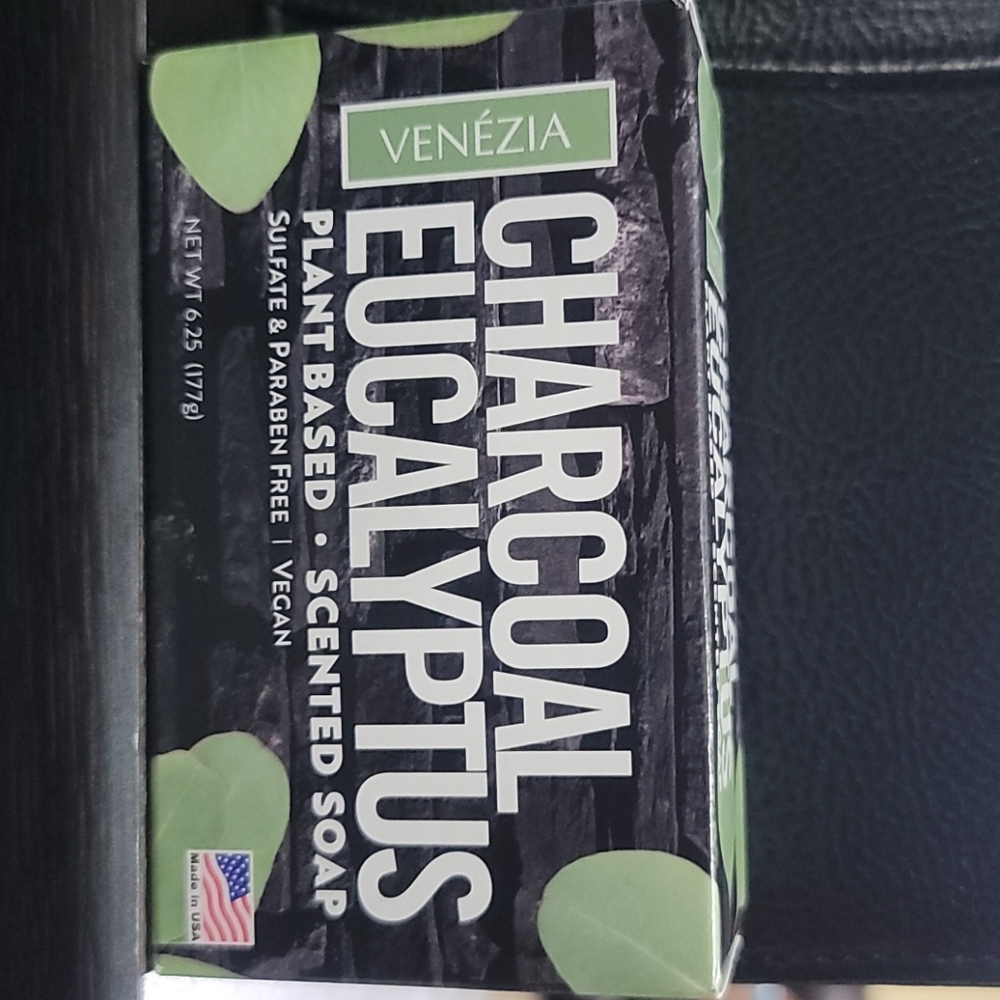 VENÉZIA
CHARCOAL
EUCALYPTUS
PLANT BASED • SCENTED SOAP
SULFATE & PARABEN FREE | VEGAN
NET WT 6.25 (177g)
Made in USA
EUCALYPTUS